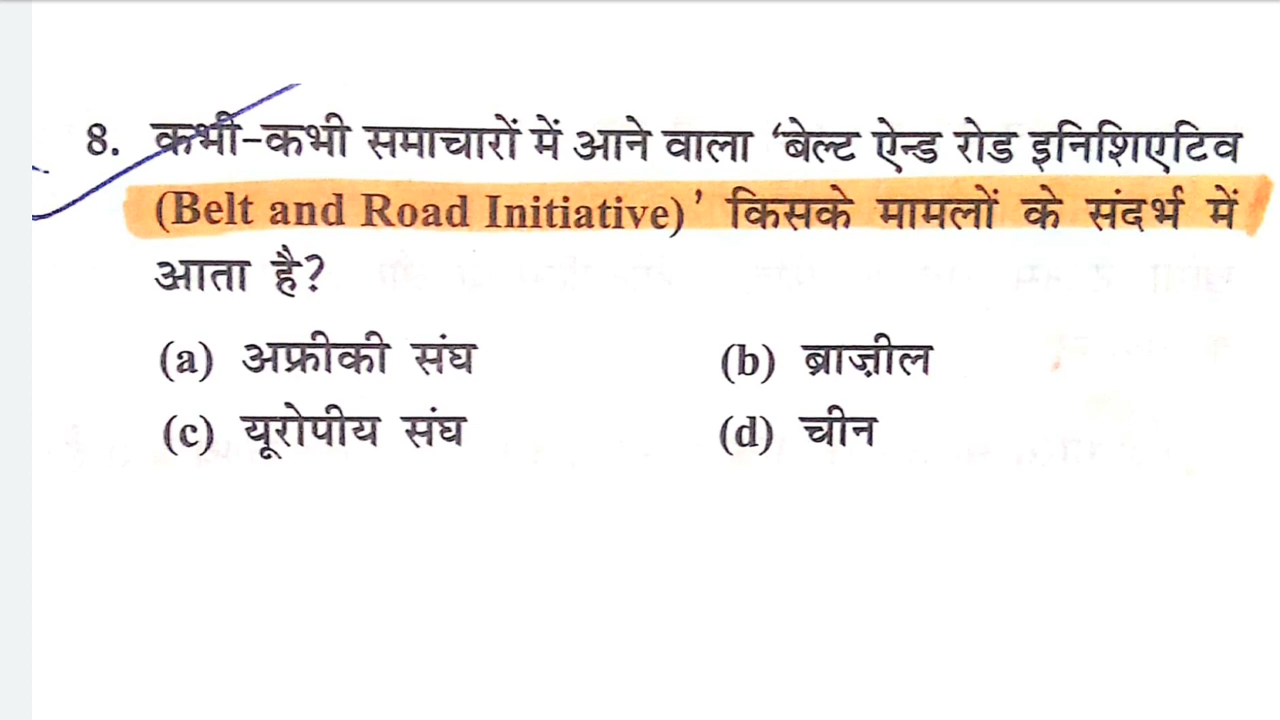 8. कभी-कभी समाचारों में आने वाला ‘बेल्ट ऐन्ड रोड इनिशिएटिव
(Belt and Road Initiative)’ किसके मामलों के संदर्भ में
आता है?
(a) अफ्रीकी संघ (b) ब्राज़ील
(c) यूरोपीय संघ (d) चीन